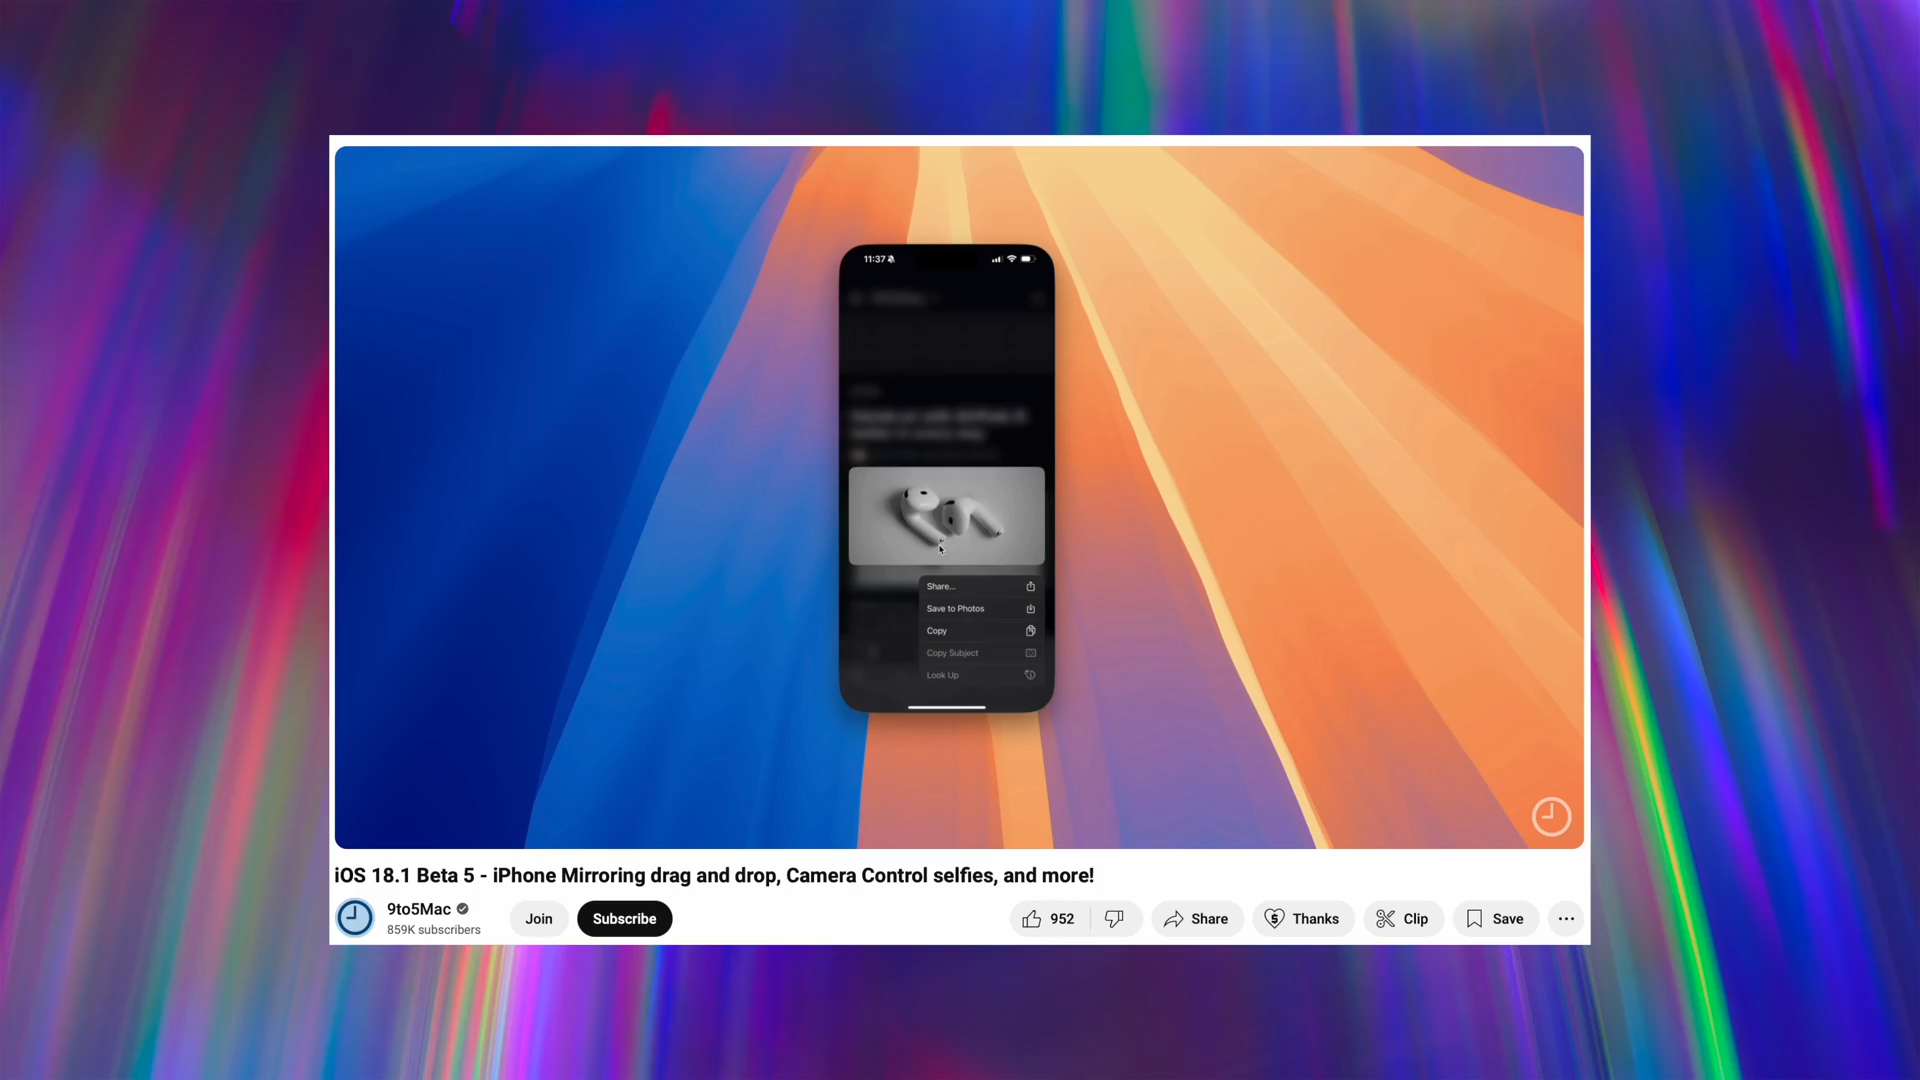 11:37
Share...
Save to Photos
Copy
Copy Subject
Look Up
iOS 18.1 Beta 5 - iPhone Mirroring drag and drop, Camera Control selfies, and more!
9to5Mac
859K subscribers
Join
Subscribe
952
Share
Thanks
Clip
Save